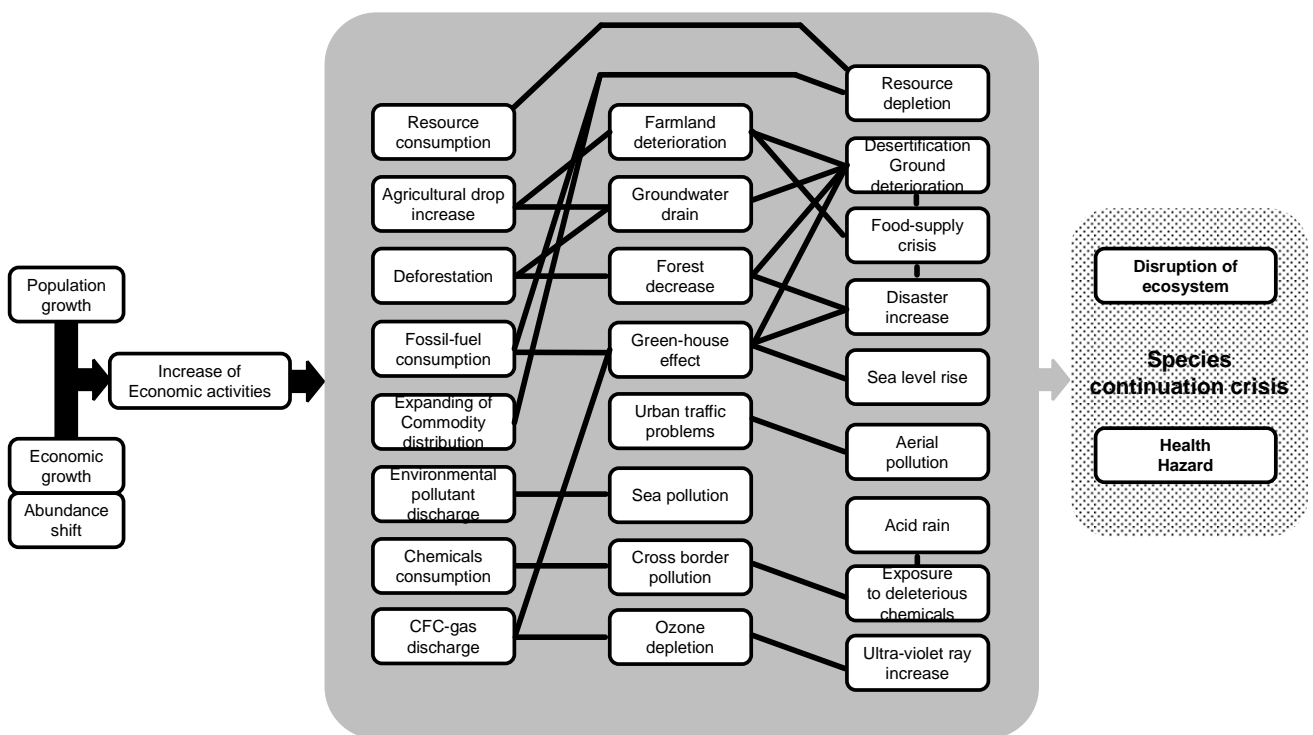 Population
growth
Economic
growth
Abundance
shift
Increase of
Economic activities
Resource
consumption
Agricultural drop
increase
Deforestation
Fossil-fuel
consumption
Expanding of
Commodity
distribution
Environmental
pollutant
discharge
Chemicals
consumption
CFC-gas
discharge
Farmland
deterioration
Groundwater
drain
Forest
decrease
Green-house
effect
Urban traffic
problems
Sea pollution
Cross border
pollution
Ozone
depletion
Resource
depletion
Desertification
Ground
deterioration
Food-supply
crisis
Disaster
increase
Sea level rise
Aerial
pollution
Acid rain
Exposure
to deleterious
chemicals
Ultra-violet ray
increase
Disruption of
ecosystem
Species
continuation crisis
Health
Hazard